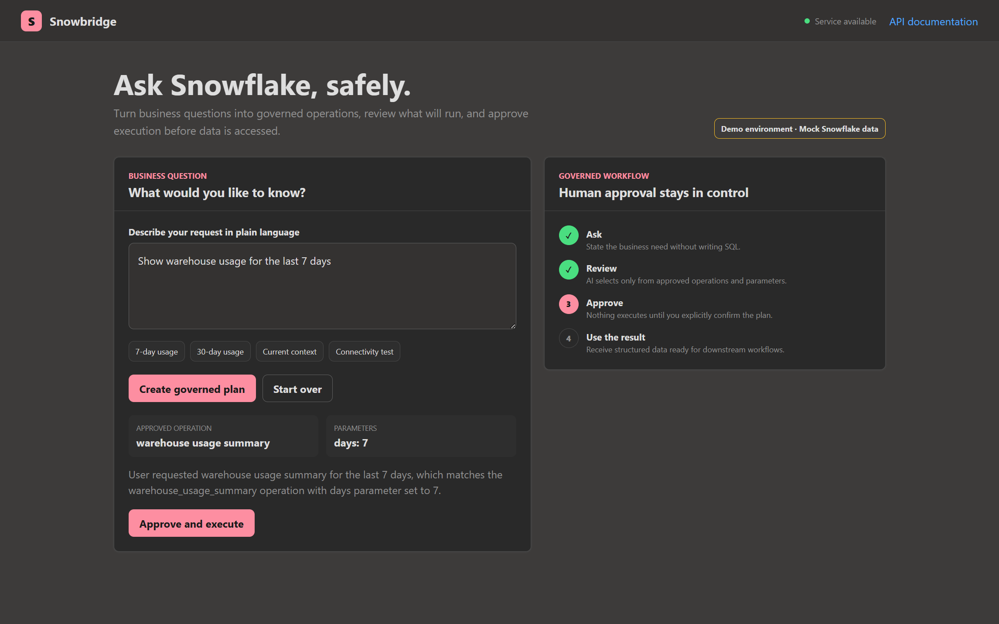 S
Snowbridge
Service available
API documentation
Ask Snowflake, safely.
Turn business questions into governed operations, review what will run, and approve
execution before data is accessed.
Demo environment · Mock Snowflake data
BUSINESS QUESTION
What would you like to know?
Describe your request in plain language
Show warehouse usage for the last 7 days
7-day usage
30-day usage
Current context
Connectivity test
Create governed plan
Start over
APPROVED OPERATION
warehouse usage summary
PARAMETERS
days: 7
User requested warehouse usage summary for the last 7 days, which matches the
warehouse_usage_summary operation with days parameter set to 7.
Approve and execute
GOVERNED WORKFLOW
Human approval stays in control
✓
Ask
State the business need without writing SQL.
✓
Review
AI selects only from approved operations and parameters.
3
Approve
Nothing executes until you explicitly confirm the plan.
4
Use the result
Receive structured data ready for downstream workflows.